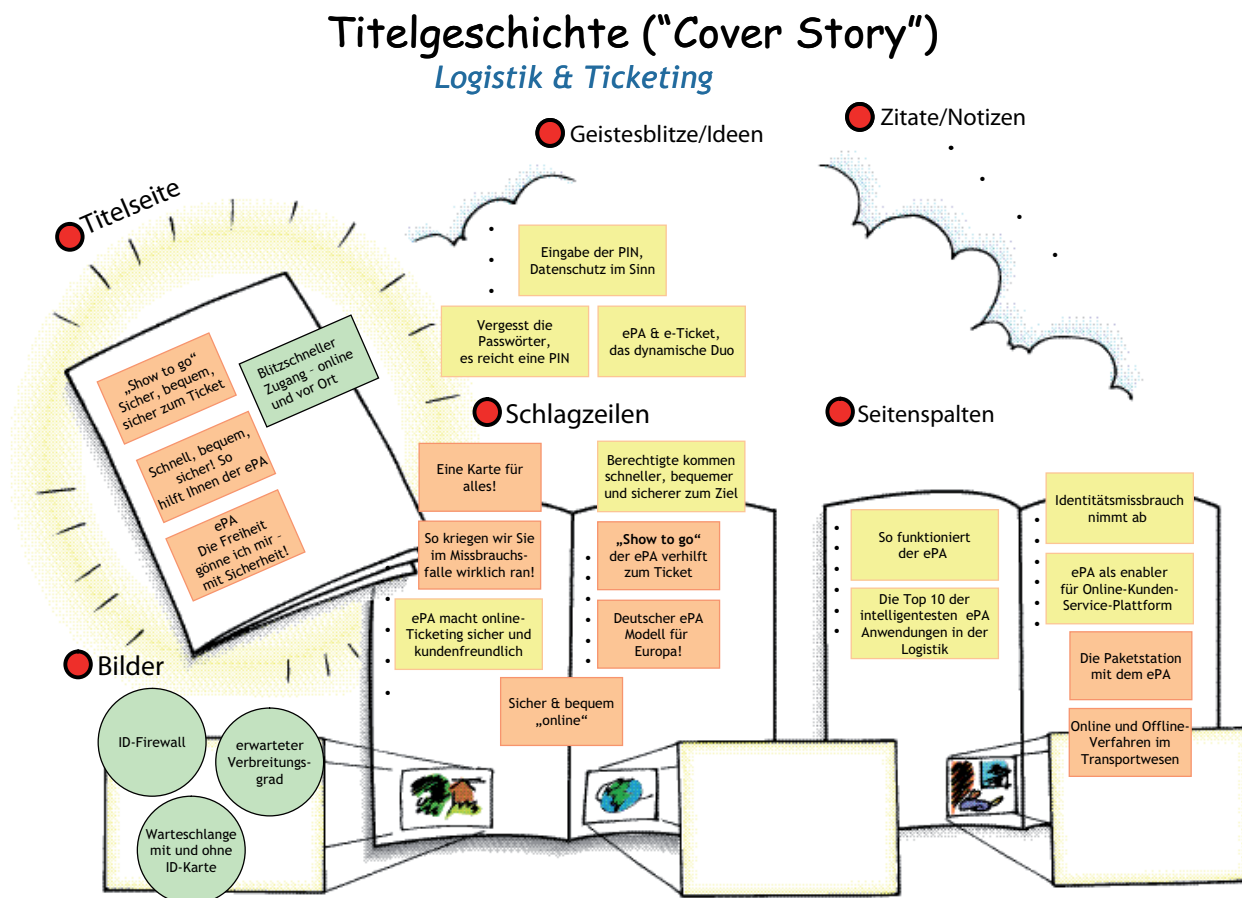 Titelgeschichte (“Cover Story”)
Logistik & Ticketing
Geistesblitze/Ideen
Zitate/Notizen
Titelseite
Eingabe der PIN,
Datenschutz im Sinn
Vergesst die
Passwörter,
es reicht eine PIN
ePA & e-Ticket,
das dynamische Duo
„Show to go“
Sicher, bequem,
sicher zum Ticket
Blitzschneller
Zugang – online
und vor Ort
Schnell, bequem,
sicher! So
hilft Ihnen der ePA
ePA
Die Freiheit
gönne ich mir –
mit Sicherheit!
Schlagzeilen
Eine Karte für
alles!
Berechtigte kommen
schneller, bequemer
und sicherer zum Ziel
So kriegen wir Sie
im Missbrauchs-
falle wirklich ran!
„Show to go“
der ePA verhilft
zum Ticket
ePA macht online-
Ticketing sicher und
kundenfreundlich
Deutscher ePA
Modell für
Europa!
Sicher & bequem
„online“
Seitenspalten
So funktioniert
der ePA
Die Top 10 der
intelligentesten ePA
Anwendungen in der
Logistik
Identitätsmissbrauch
nimmt ab
ePA als enabler
für Online-Kunden-
Service-Plattform
Die Paketstation
mit dem ePA
Online und Offline-
Verfahren im
Transportwesen
Bilder
ID-Firewall
erwarteter
Verbreitungs-
grad
Warteschlange
mit und ohne
ID-Karte